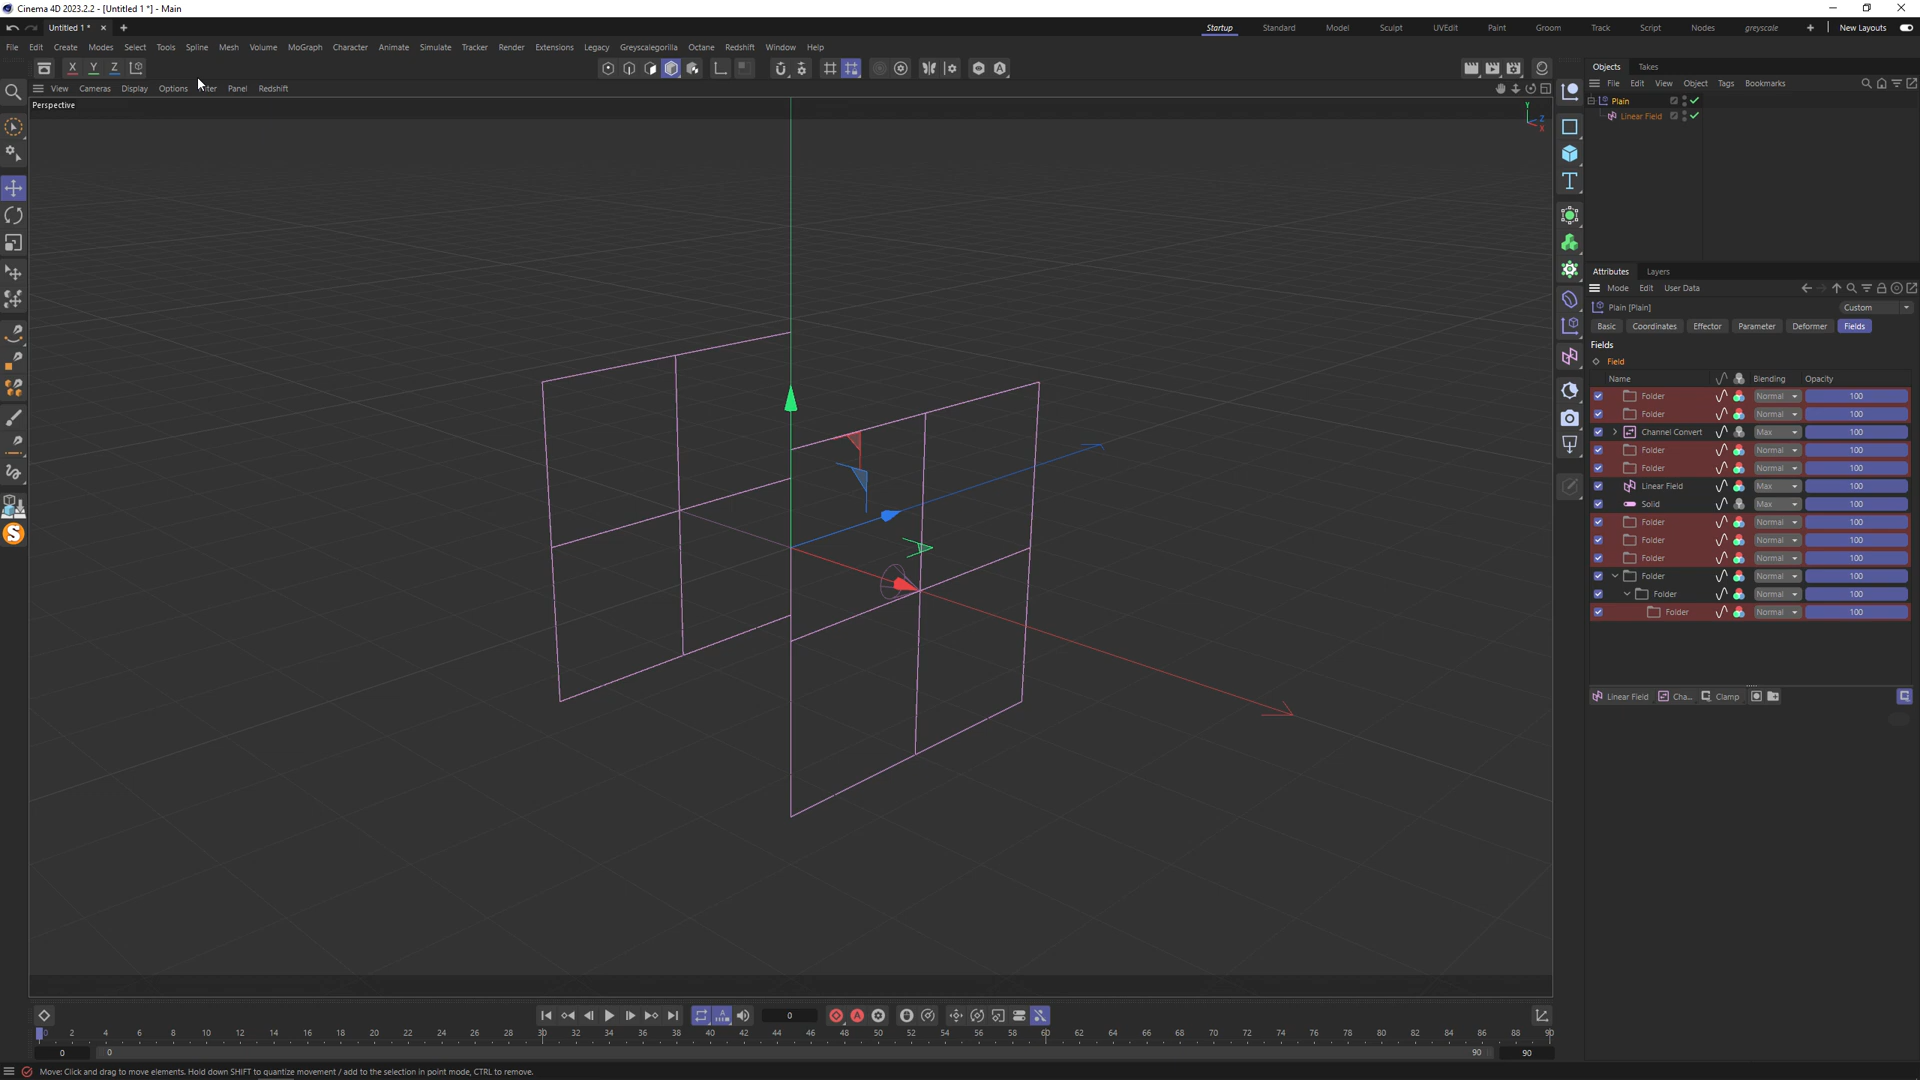 Cinema 4D 2023.2.2 - [Untitled 1 *] - Main
Untitled 1 *
Startup Standard Model Sculpt UVEdit Paint Groom Track Script Nodes greyscale New Layouts
File Edit Create Modes Select Tools Spline Mesh Volume MoGraph Character Animate Simulate Tracker Render Extensions Legacy Greyscalegorilla Octane Redshift Window Help
X Y Z
View Cameras Display Options Panel Redshift
Perspective
Y
Z
X
Objects Takes
File Edit View Object Tags Bookmarks
Plain
Linear Field
Attributes Layers
Mode Edit User Data
Plain [Plain] Custom
Basic Coordinates Effector Parameter Deformer Fields
Fields
Field
Name Blending Opacity
Folder Normal 100
Folder Normal 100
Channel Convert Max 100
Folder Normal 100
Folder Normal 100
Linear Field Max 100
Solid Max 100
Folder Normal 100
Folder Normal 100
Folder Normal 100
Folder Normal 100
Folder Normal 100
Folder Normal 100
Linear Field Cha... Clamp
0
0 2 4 6 8 10 12 14 16 18 20 22 24 26 28 30 32 34 36 38 40 42 44 46 48 50 52 54 56 58 60 62 64 66 68 70 72 74 76 78 80 82 84 86 88 90
0 0 90 90
Move: Click and drag to move elements. Hold down SHIFT to quantize movement / add to the selection in point mode, CTRL to remove.